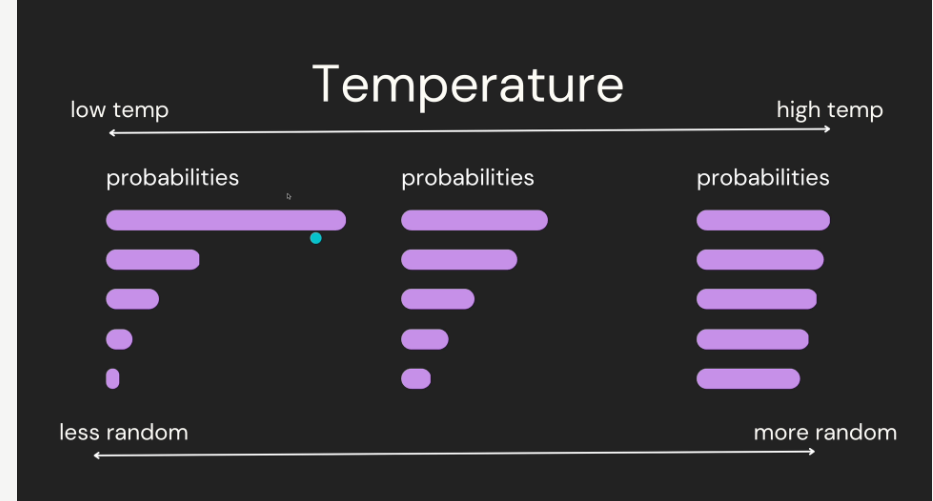 Temperature
low temp
high temp
probabilities
probabilities
probabilities
less random
more random